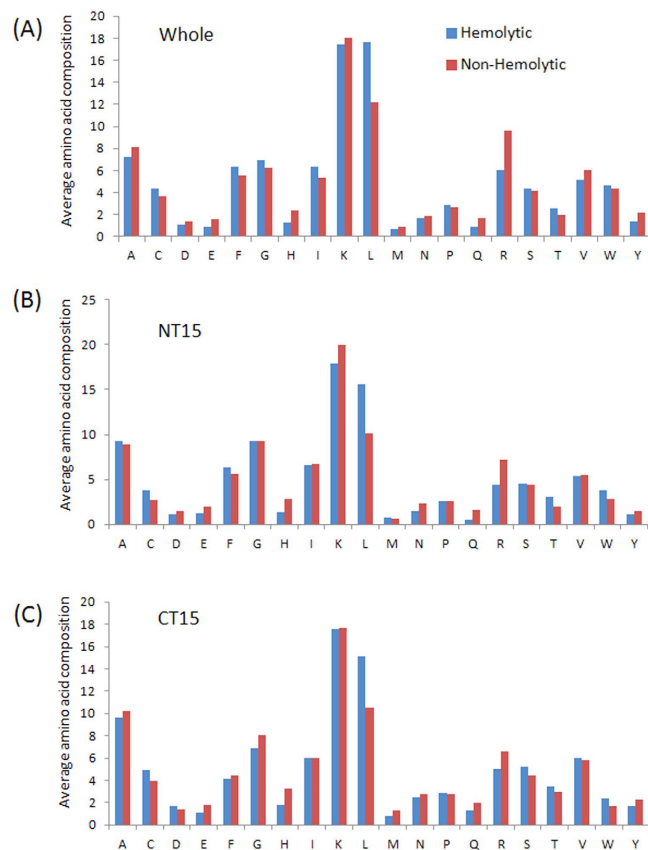 (A)
Whole
Hemolytic
Non-Hemolytic
Average amino acid composition
20
18
16
14
12
10
8
6
4
2
0
A C D E F G H I K L M N P Q R S T V W Y
(B)
NT15
Average amino acid composition
25
20
15
10
5
0
A C D E F G H I K L M N P Q R S T V W Y
(C)
CT15
Average amino acid composition
20
18
16
14
12
10
8
6
4
2
0
A C D E F G H I K L M N P Q R S T V W Y